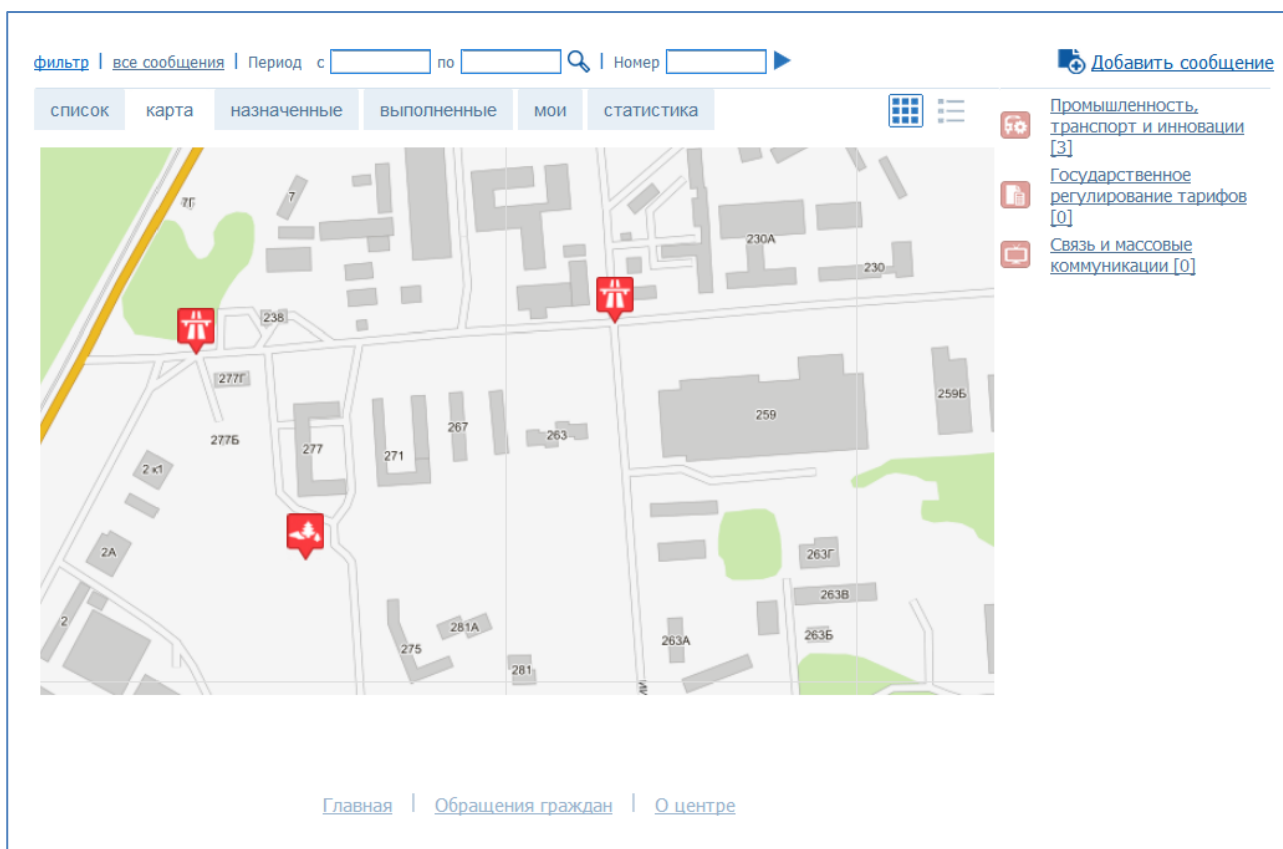 фильтр | все сообщения | Период с по | Номер
Добавить сообщение
список карта назначенные выполненные мои статистика
Промышленность,
транспорт и инновации
[3]
Государственное
регулирование тарифов
[0]
Связь и массовые
коммуникации [0]
7Г
7
230А
230
238
277Г
277Б
277
271
267
263
259
259Б
2 к1
2А
2
275
281А
281
263А
263Г
263В
263Б
Главная | Обращения граждан | О центре